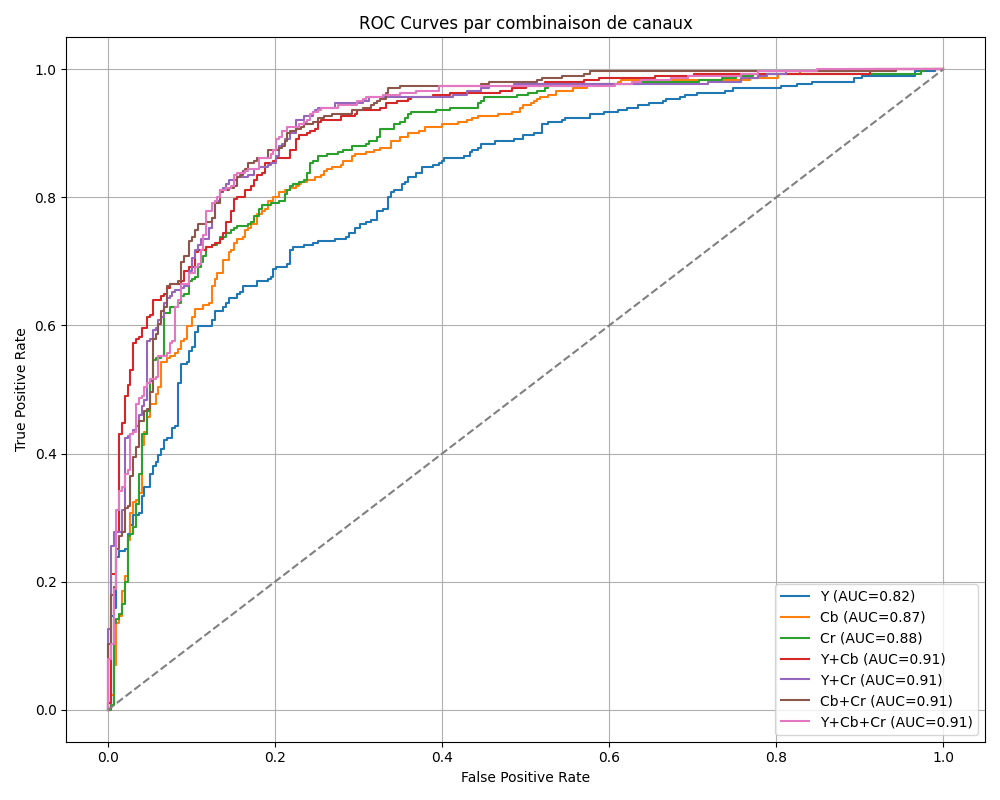 ROC Curves par combinaison de canaux
True Positive Rate
1.0
0.8
0.6
0.4
0.2
0.0
0.0 0.2 0.4 0.6 0.8 1.0
False Positive Rate
Y (AUC=0.82)
Cb (AUC=0.87)
Cr (AUC=0.88)
Y+Cb (AUC=0.91)
Y+Cr (AUC=0.91)
Cb+Cr (AUC=0.91)
Y+Cb+Cr (AUC=0.91)